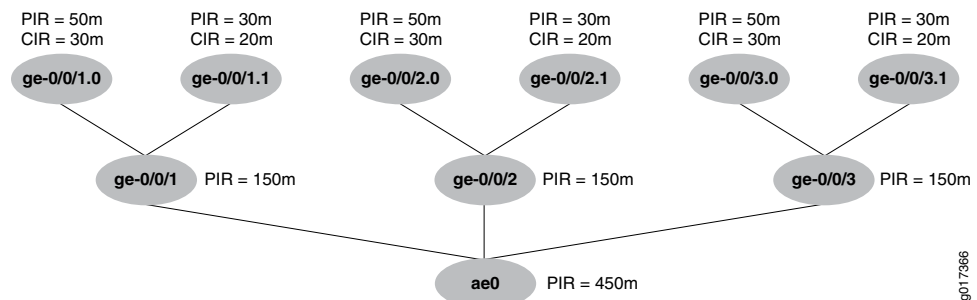 PIR = 50m
CIR = 30m
PIR = 30m
CIR = 20m
PIR = 50m
CIR = 30m
PIR = 30m
CIR = 20m
PIR = 50m
CIR = 30m
PIR = 30m
CIR = 20m
ge-0/0/1.0
ge-0/0/1.1
ge-0/0/2.0
ge-0/0/2.1
ge-0/0/3.0
ge-0/0/3.1
ge-0/0/1
PIR = 150m
ge-0/0/2
PIR = 150m
ge-0/0/3
PIR = 150m
ae0
PIR = 450m
g017366